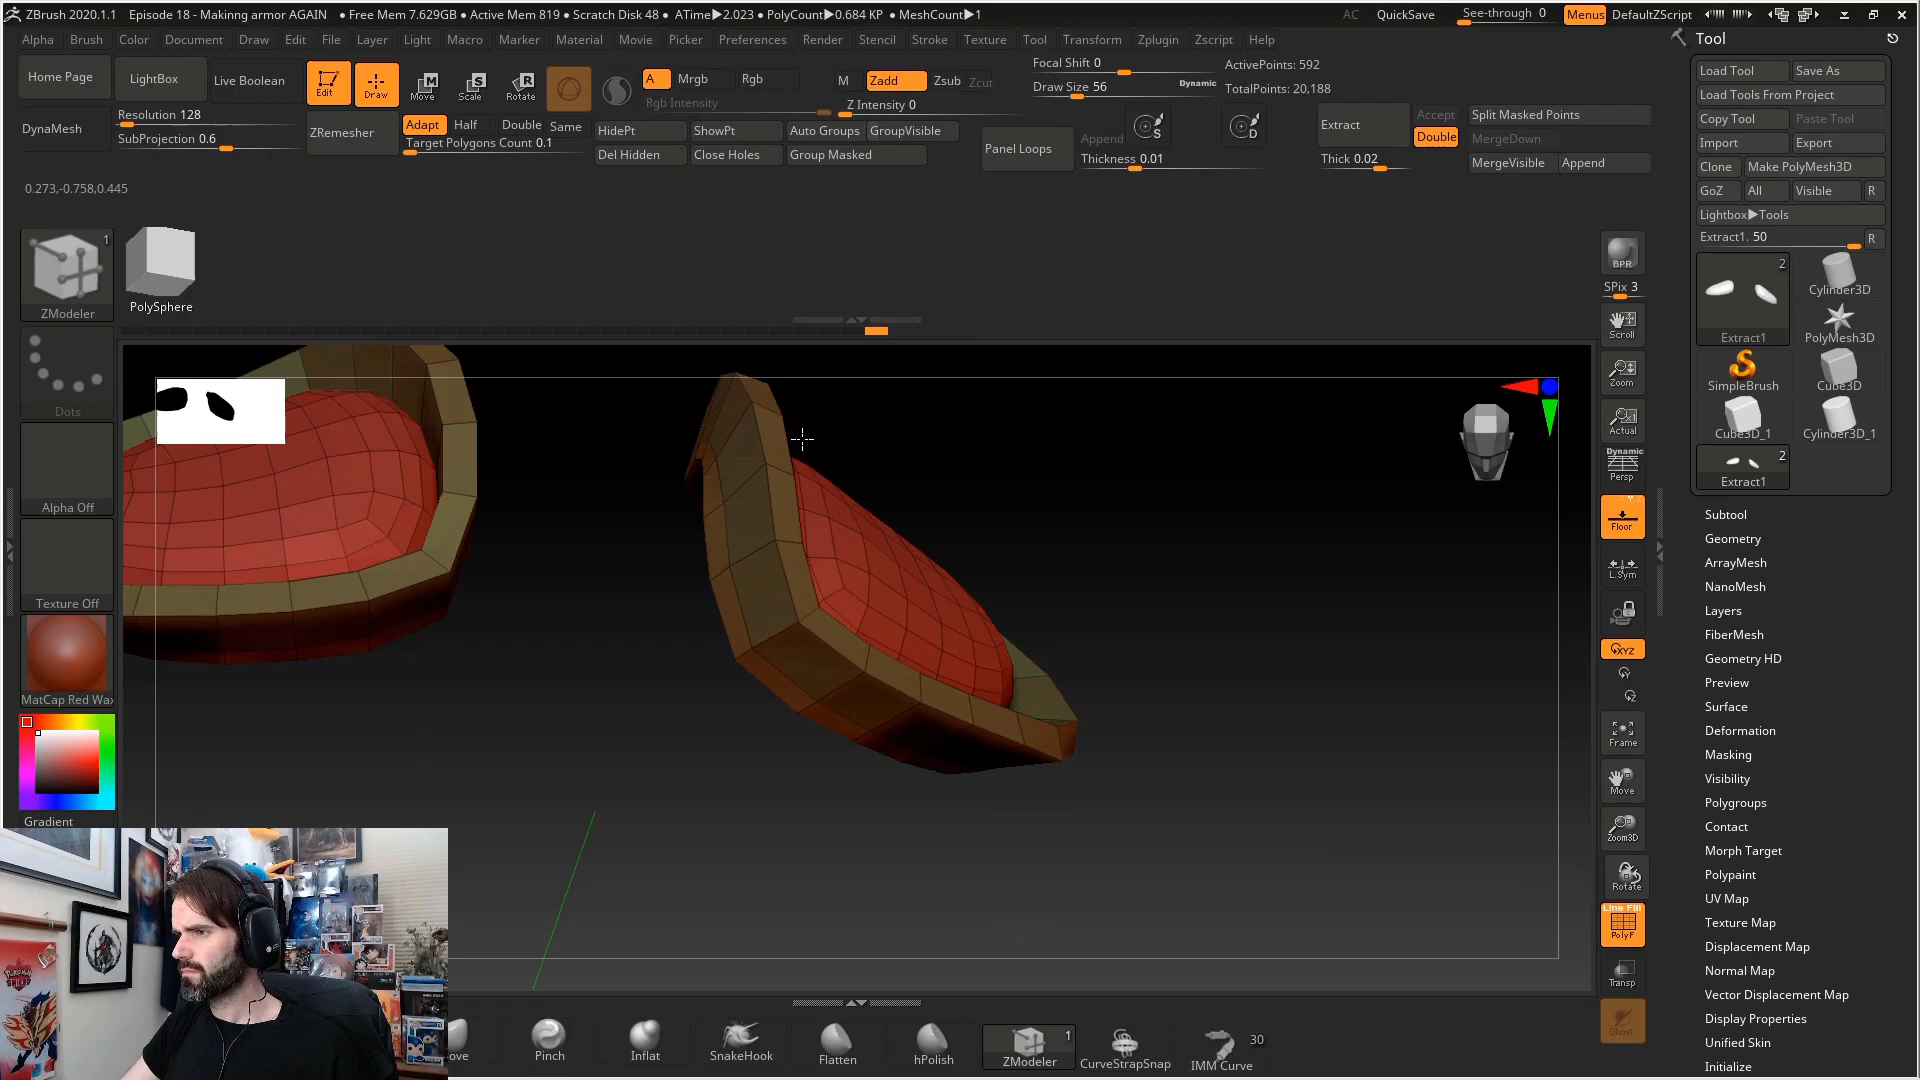 ZBrush 2020.1.1 Episode 18 - Makinng armor AGAIN ● Free Mem 7.629GB ● Active Mem 819 ● Scratch Disk 48 ● ATime▶2.023 ● PolyCount▶0.684 KP ● MeshCount▶1 AC QuickSave See-through 0 Menus DefaultZScript
Alpha Brush Color Document Draw Edit File Layer Light Macro Marker Material Movie Picker Preferences Render Stencil Stroke Texture Tool Transform Zplugin Zscript Help
Tool
Home Page LightBox Live Boolean Edit Draw Move Scale Rotate A Mrgb Rgb M Zadd Zsub Zcut Focal Shift 0 ActivePoints: 592
Rgb Intensity Z Intensity 0 Draw Size 56 Dynamic TotalPoints: 20,188
DynaMesh Resolution 128 ZRemesher Adapt Half Double Same HidePt ShowPt Auto Groups GroupVisible Panel Loops Append S D Extract Accept Split Masked Points
SubProjection 0.6 Target Polygons Count 0.1 Del Hidden Close Holes Group Masked Thickness 0.01 Thick 0.02 Double MergeDown
MergeVisible Append
0.273,-0.758,0.445
1
ZModeler
PolySphere
Dots
Alpha Off
Texture Off
MatCap Red Wax
Gradient
BPR
SPix 3
Scroll
Zoom
Actual
Dynamic
Persp
Floor
L.Sym
XYZ
Y
Z
Frame
Move
Zoom3D
Rotate
Line Fill
PolyF
Transp
Ghost
Load Tool Save As
Load Tools From Project
Copy Tool Paste Tool
Import Export
Clone Make PolyMesh3D
GoZ All Visible R
Lightbox▶Tools
Extract1. 50 R
2
Extract1 Cylinder3D
PolyMesh3D
SimpleBrush Cube3D
Cube3D_1 Cylinder3D_1
2
Extract1
Subtool
Geometry
ArrayMesh
NanoMesh
Layers
FiberMesh
Geometry HD
Preview
Surface
Deformation
Masking
Visibility
Polygroups
Contact
Morph Target
Polypaint
UV Map
Texture Map
Displacement Map
Normal Map
Vector Displacement Map
Display Properties
Unified Skin
Initialize
ove Pinch Inflat SnakeHook Flatten hPolish ZModeler 1 CurveStrapSnap IMM Curve 30